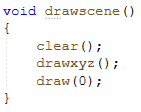 void drawscene()
{
    clear();
    drawxyz();
    draw(0);
}